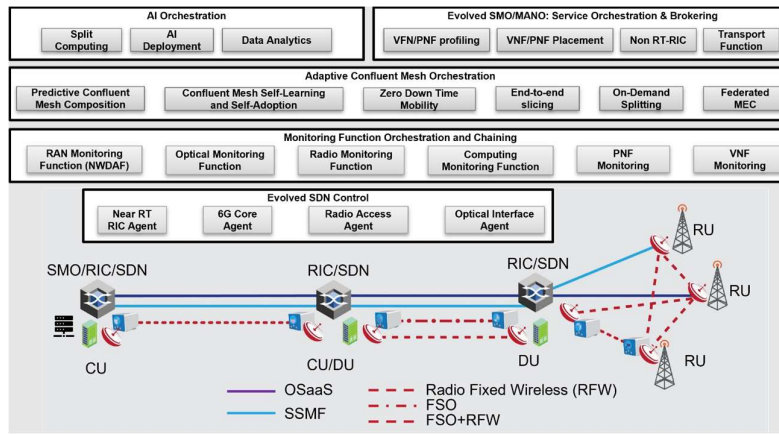 AI Orchestration
Split
Computing
AI
Deployment
Data Analytics
Evolved SMO/MANO: Service Orchestration & Brokering
VFN/PNF profiling
VNF/PNF Placement
Non RT-RIC
Transport
Function
Adaptive Confluent Mesh Orchestration
Predictive Confluent
Mesh Composition
Confluent Mesh Self-Learning
and Self-Adoption
Zero Down Time
Mobility
End-to-end
slicing
On-Demand
Splitting
Federated
MEC
Monitoring Function Orchestration and Chaining
RAN Monitoring
Function (NWDAF)
Optical Monitoring
Function
Radio Monitoring
Function
Computing
Monitoring Function
PNF
Monitoring
VNF
Monitoring
Evolved SDN Control
Near RT
RIC Agent
6G Core
Agent
Radio Access
Agent
Optical Interface
Agent
RU
SMO/RIC/SDN
RIC/SDN
RIC/SDN
RU
CU
CU/DU
DU
RU
OSaaS
SSMF
Radio Fixed Wireless (RFW)
FSO
FSO+RFW